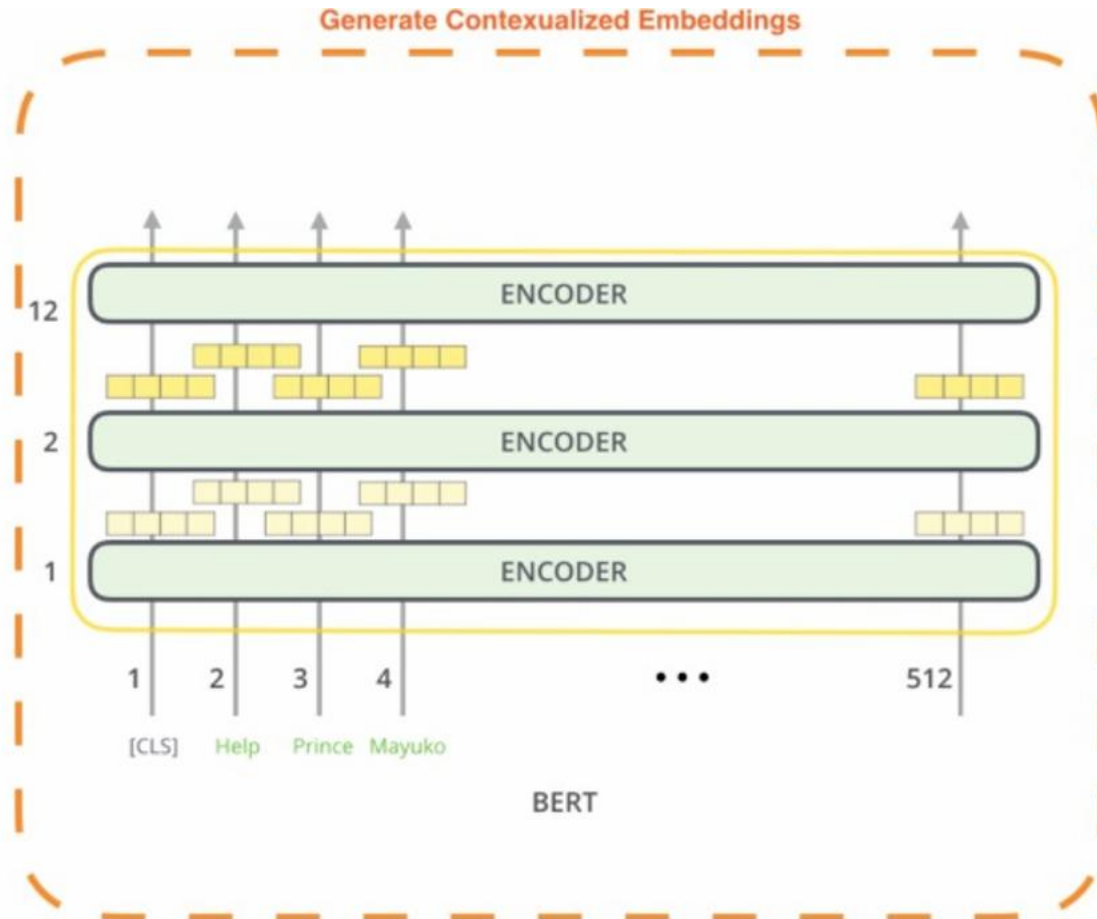 Generate Contexualized Embeddings
12 ENCODER
2 ENCODER
1 ENCODER
1 2 3 4 ••• 512
[CLS] Help Prince Mayuko
BERT